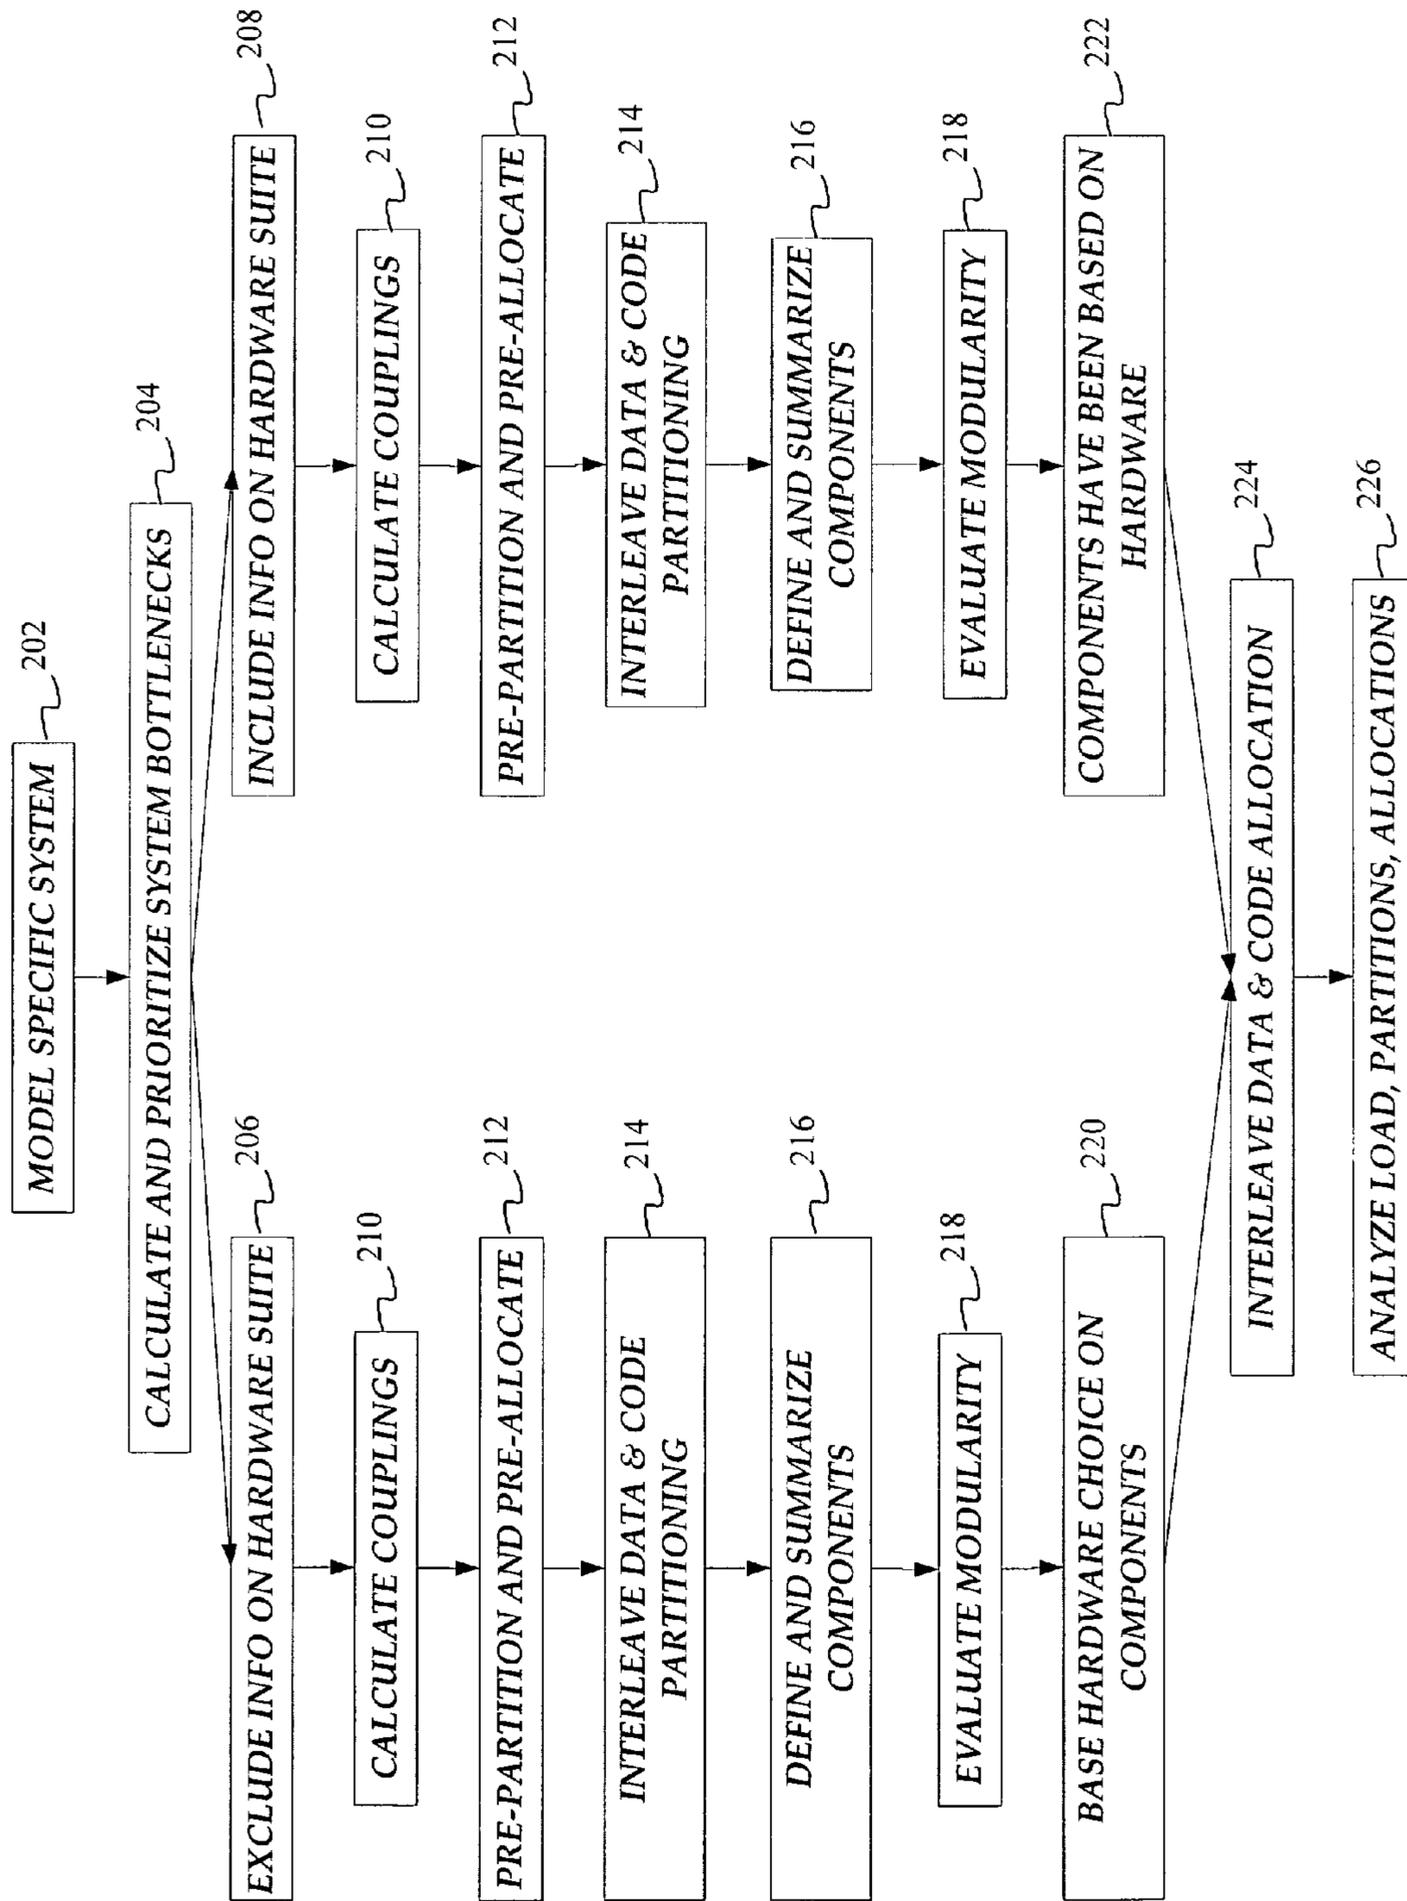 MODEL SPECIFIC SYSTEM
202
CALCULATE AND PRIORITIZE SYSTEM BOTTLENECKS
204
EXCLUDE INFO ON HARDWARE SUITE
206
CALCULATE COUPLINGS
210
PRE-PARTITION AND PRE-ALLOCATE
212
INTERLEAVE DATA & CODE
PARTITIONING
214
DEFINE AND SUMMARIZE
COMPONENTS
216
EVALUATE MODULARITY
218
BASE HARDWARE CHOICE ON
COMPONENTS
220
INCLUDE INFO ON HARDWARE SUITE
208
CALCULATE COUPLINGS
210
PRE-PARTITION AND PRE-ALLOCATE
212
INTERLEAVE DATA & CODE
PARTITIONING
214
DEFINE AND SUMMARIZE
COMPONENTS
216
EVALUATE MODULARITY
218
COMPONENTS HAVE BEEN BASED ON
HARDWARE
222
INTERLEAVE DATA & CODE ALLOCATION
224
ANALYZE LOAD, PARTITIONS, ALLOCATIONS
226